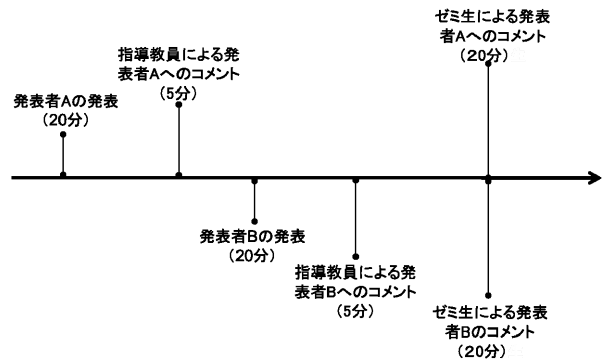 発表者Aの発表
(20分)
指導教員による発
表者Aへのコメント
(5分)
発表者Bの発表
(20分)
指導教員による発
表者Bへのコメント
(5分)
ゼミ生による発表
者Aへのコメント
(20分)
ゼミ生による発表
者Bのコメント
(20分)